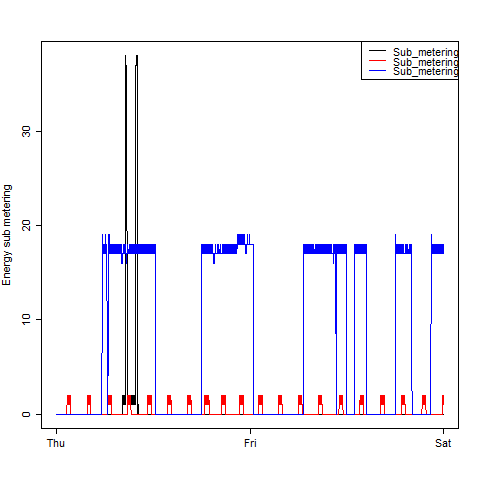 Sub_metering
Sub_metering
Sub_metering
Energy sub metering
30
20
10
0
Thu
Fri
Sat